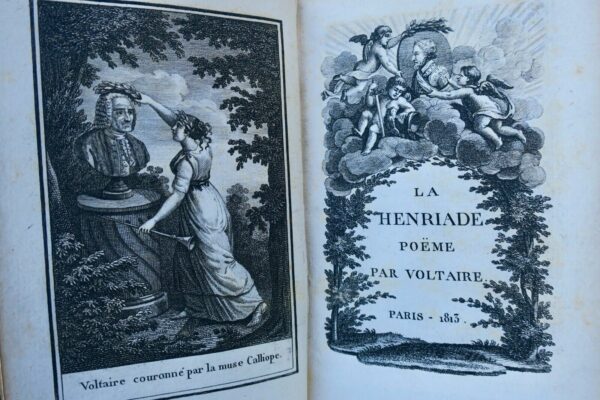 Voltaire couronné par la muse Calliope.
LA
HENRIADE
POËME
PAR VOLTAIRE.
PARIS - 1813.